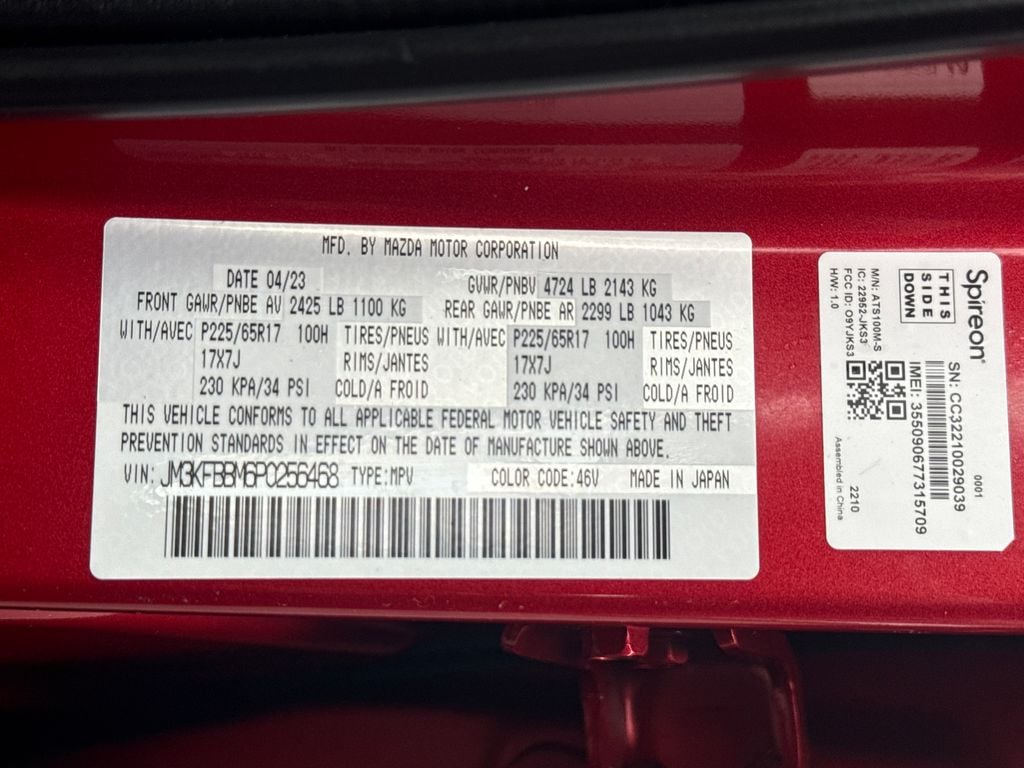 MFD. BY MAZDA MOTOR CORPORATION
DATE 04/23 GVWR/PNBV 4724 LB 2143 KG
FRONT GAWR/PNBE AV 2425 LB 1100 KG REAR GAWR/PNBE AR 2299 LB 1043 KG
WITH/AVEC P225/65R17 100H TIRES/PNEUS WITH/AVEC P225/65R17 100H TIRES/PNEUS
17X7J RIMS/JANTES 17X7J RIMS/JANTES
230 KPA/34 PSI COLD/A FROID 230 KPA/34 PSI COLD/A FROID
THIS VEHICLE CONFORMS TO ALL APPLICABLE FEDERAL MOTOR VEHICLE SAFETY AND THEFT
PREVENTION STANDARDS IN EFFECT ON THE DATE OF MANUFACTURE SHOWN ABOVE.
VIN: JM3KFBBM6P0256468 TYPE:MPV COLOR CODE:46V MADE IN JAPAN
Spireon
THIS
SIDE
DOWN
M/N: ATS100M-S
IC: 22952-JKS3
FCC ID: O9YJKS3
H/W: 1.0
0001
SN: CC32210029039
IMEI: 355090677315709
2210
Assembled in China